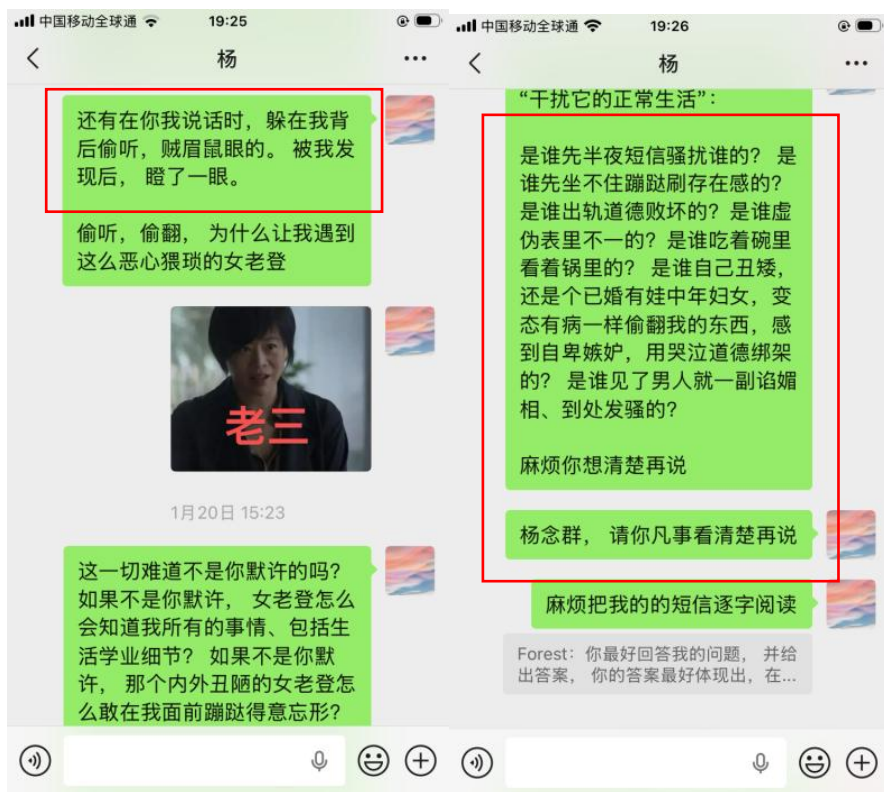 中国移动全球通 19:25
杨
还有在你我说话时，躲在我背
后偷听，贼眉鼠眼的。 被我发
现后， 瞪了一眼。
偷听，偷翻， 为什么让我遇到
这么恶心猥琐的女老登
老三
1月20日 15:23
这一切难道不是你默许的吗?
如果不是你默许， 女老登怎么
会知道我所有的事情、包括生
活学业细节? 如果不是你默
许， 那个内外丑陋的女老登怎
么敢在我面前蹦跶得意忘形?
中国移动全球通 19:26
杨
“干扰它的正常生活”:
是谁先半夜短信骚扰谁的? 是
谁先坐不住蹦跶刷存在感的?
是谁出轨道德败坏的? 是谁虚
伪表里不一的? 是谁吃着碗里
看着锅里的? 是谁自己丑矮，
还是个已婚有娃中年妇女，变
态有病一样偷翻我的东西，感
到自卑嫉妒，用哭泣道德绑架
的? 是谁见了男人就一副谄媚
相、到处发骚的?
麻烦你想清楚再说
杨念群， 请你凡事看清楚再说
麻烦把我的的短信逐字阅读
Forest: 你最好回答我的问题， 并给
出答案， 你的答案最好体现出，在...